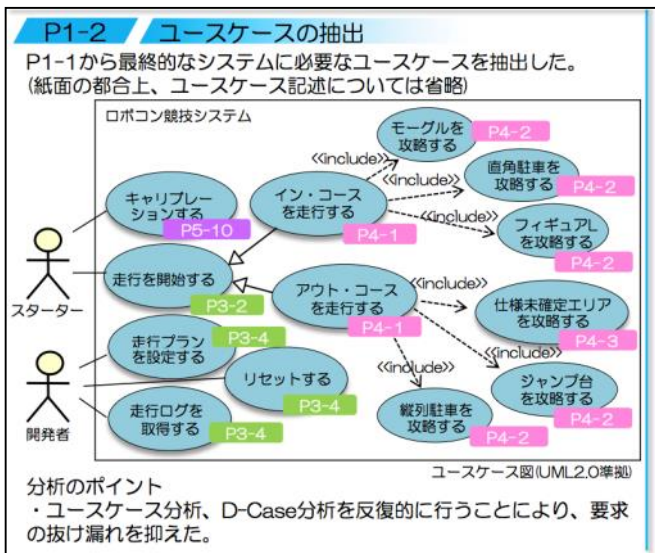 P1-2 ユースケースの抽出
P1-1から最終的なシステムに必要なユースケースを抽出した。
(紙面の都合上、ユースケース記述については省略)
ロボコン競技システム
モーグルを
攻略する
P4-2
<<include>>
直角駐車を
攻略する
P4-2
<<include>>
キャリブレー
ションする
P5-10
イン・コース
を走行する
P4-1
<<include>>
フィギュアL
を攻略する
P4-2
スターター
走行を開始する
P3-2
アウト・コース
を走行する
P4-1
<<include>>
仕様未確定エリア
を攻略する
P4-3
走行プラン
を設定する
P3-4
リセットする
P3-4
<<include>>
<<include>>
ジャンプ台
を攻略する
P4-2
開発者
走行ログを
取得する
P3-4
縦列駐車を
攻略する
P4-2
ユースケース図(UML2.0準拠)
分析のポイント
・ユースケース分析、D-Case分析を反復的に行うことにより、要求
の抜け漏れを抑えた。